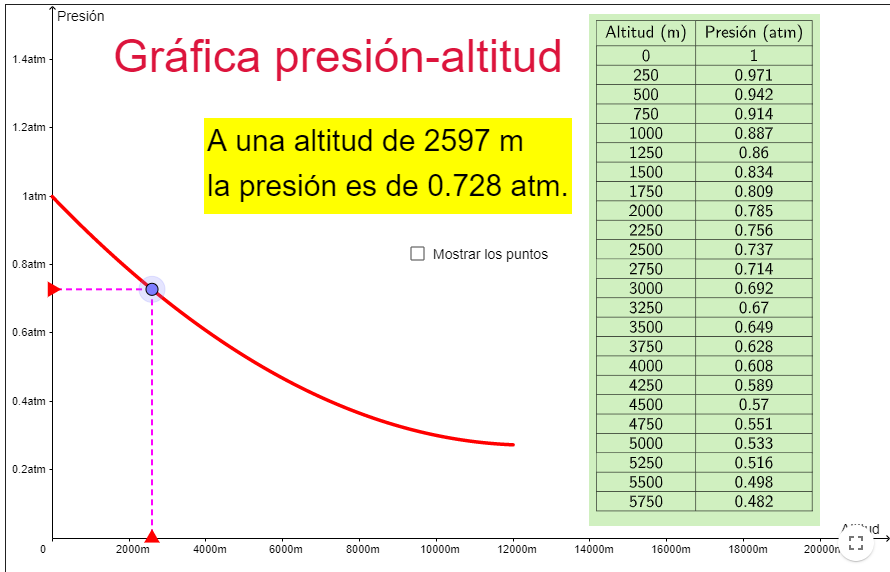 Presión
Gráfica presión-altitud
A una altitud de 2597 m
la presión es de 0.728 atm.
Mostrar los puntos
1.4atm
1.2atm
1atm
0.8atm
0.6atm
0.4atm
0.2atm
0
2000m
4000m
6000m
8000m
10000m
12000m
14000m
16000m
18000m
20000m
Altitud (m) Presión (atm)
0 1
250 0.971
500 0.942
750 0.914
1000 0.887
1250 0.86
1500 0.834
1750 0.809
2000 0.785
2250 0.756
2500 0.737
2750 0.714
3000 0.692
3250 0.67
3500 0.649
3750 0.628
4000 0.608
4250 0.589
4500 0.57
4750 0.551
5000 0.533
5250 0.516
5500 0.498
5750 0.482